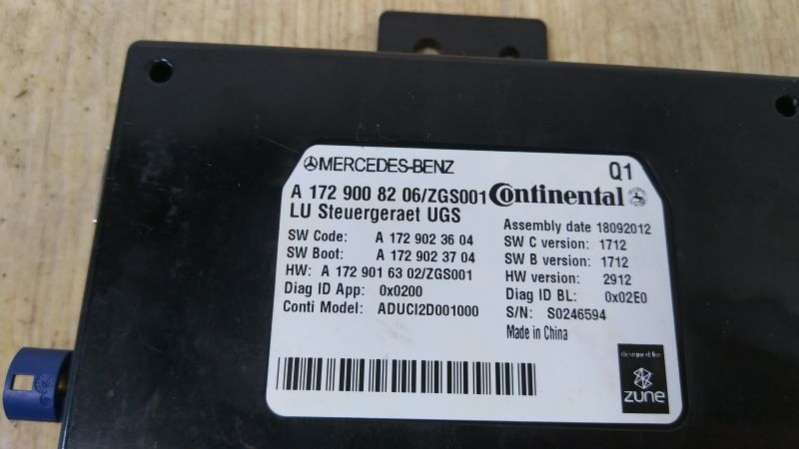 MERCEDES-BENZ Q1
A 172 900 82 06/ZGS001 Continental
LU Steuergeraet UGS
Assembly date 18092012
SW Code: A 172 902 36 04
SW C version: 1712
SW Boot: A 172 902 37 04
SW B version: 1712
HW: A 172 901 63 02/ZGS001
HW version: 2912
Diag ID App: 0x0200
Diag ID BL: 0x02E0
Conti Model: ADUCI2D001000
S/N: S0246594
Made in China
designed for
zune